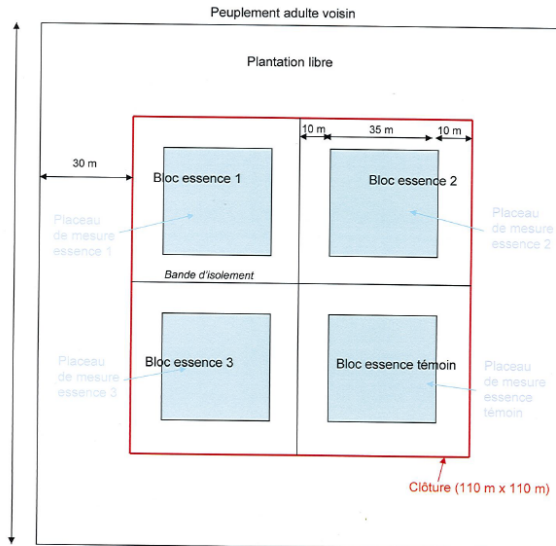 Peuplement adulte voisin
Plantation libre
10 m
35 m
10 m
30 m
Bloc essence 1
Bloc essence 2
Placeau
de mesure
essence 1
Placeau
de mesure
essence 2
Bande d'isolement
Bloc essence 3
Bloc essence témoin
Placeau
de mesure
essence 3
Placeau
de mesure
essence
témoin
Clôture (110 m x 110 m)